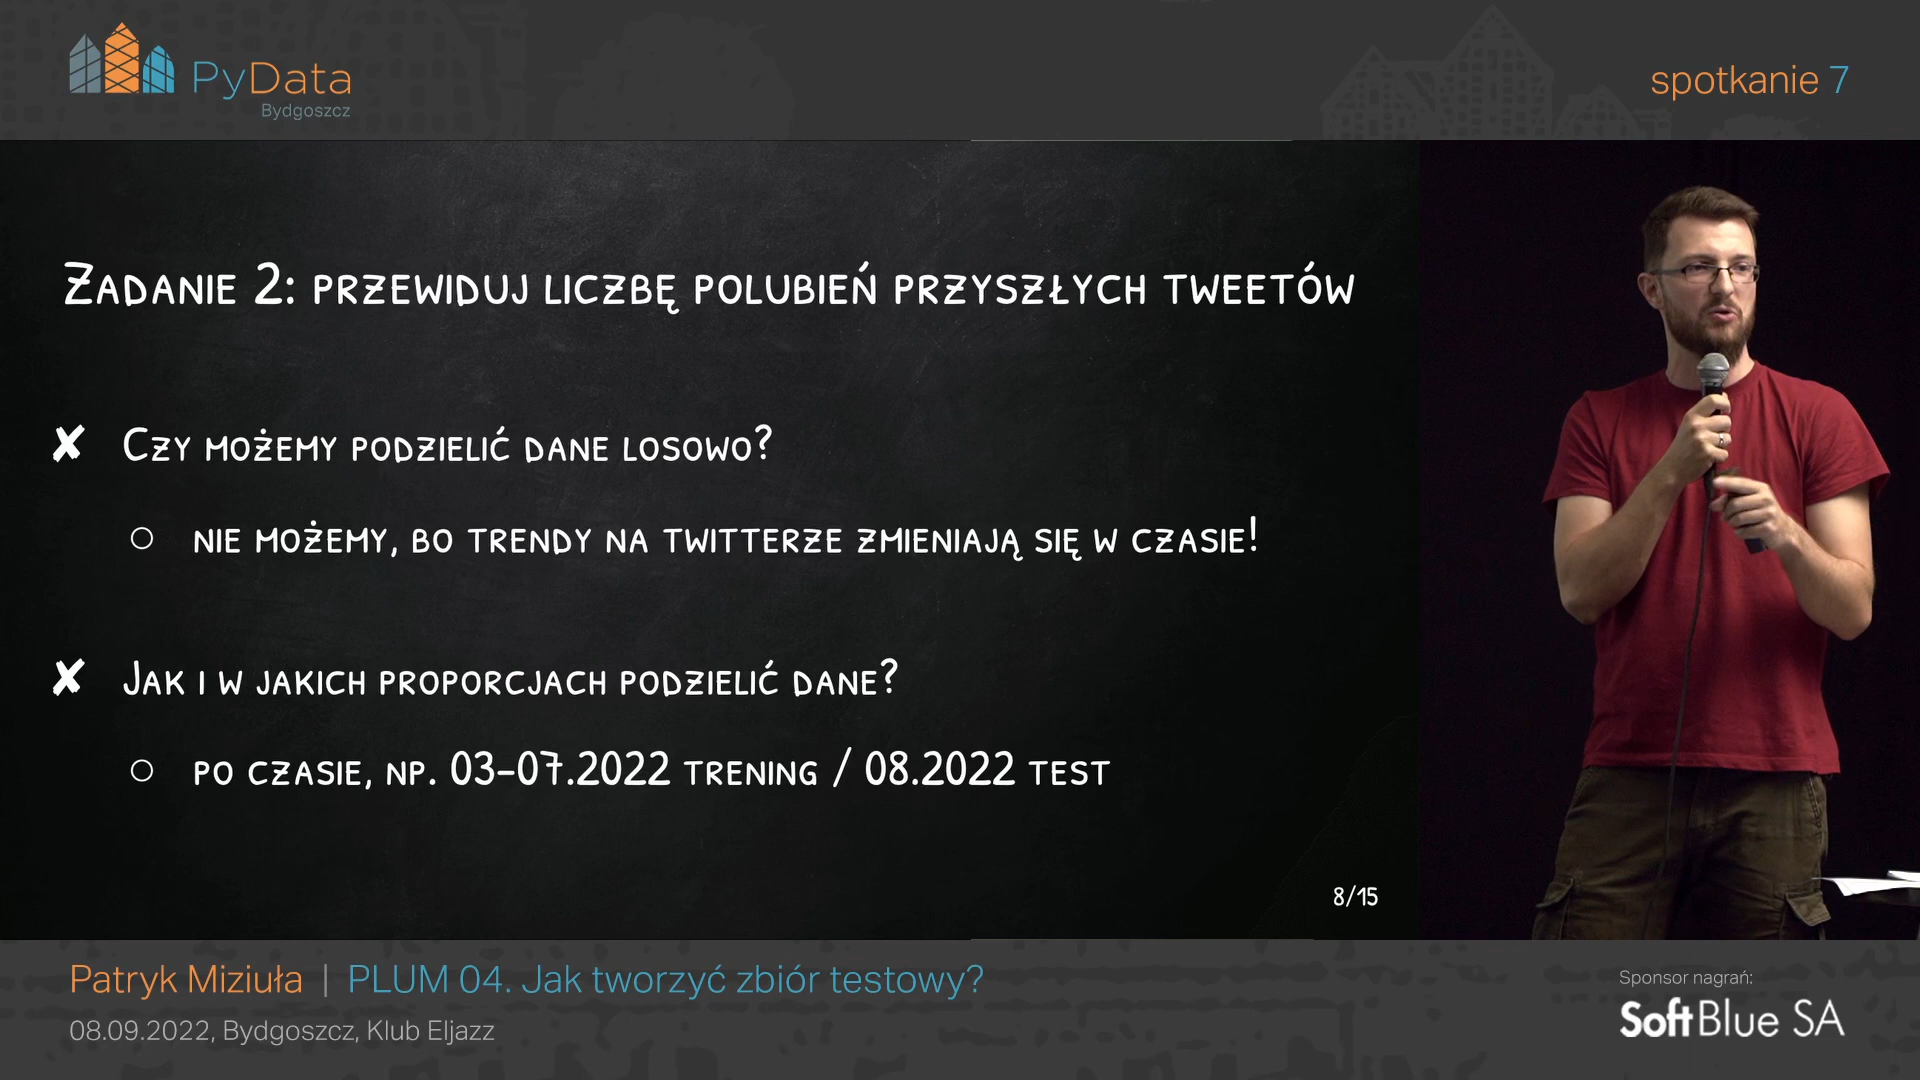 PyData
Bydgoszcz
spotkanie 7
Zadanie 2: przewiduj liczbę polubień przyszłych tweetów
✘ Czy możemy podzielić dane losowo?
○ nie możemy, bo trendy na twitterze zmieniają się w czasie!
✘ Jak i w jakich proporcjach podzielić dane?
○ po czasie, np. 03-07.2022 trening / 08.2022 test
8/15
Patryk Miziuła | PLUM 04. Jak tworzyć zbiór testowy?
08.09.2022, Bydgoszcz, Klub Eljazz
Sponsor nagrań:
SoftBlue SA